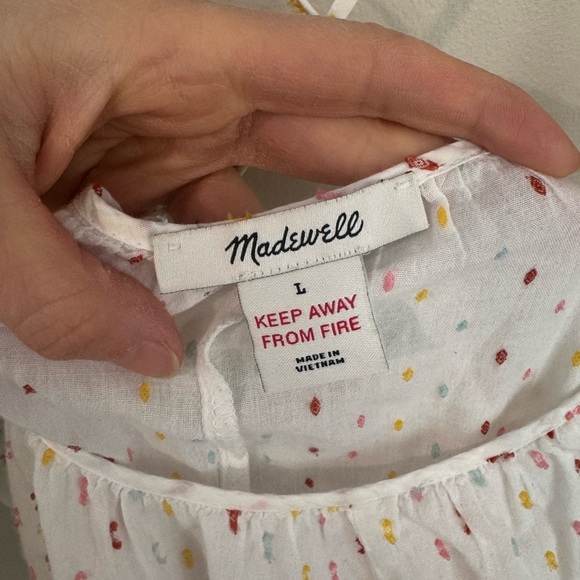 Madewell
L
KEEP AWAY
FROM FIRE
MADE IN
VIETNAM